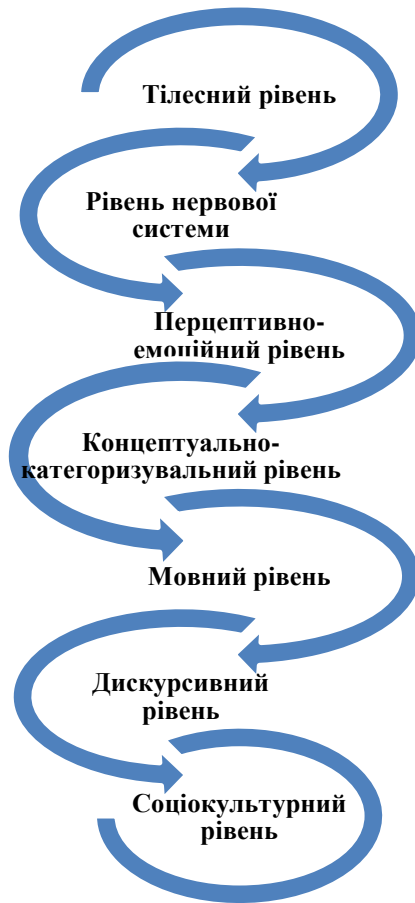 Тілесний рівень
Рівень нервової
системи
Перцептивно-
емоційний рівень
Концептуально-
категоризувальний рівень
Мовний рівень
Дискурсивний
рівень
Соціокультурний
рівень